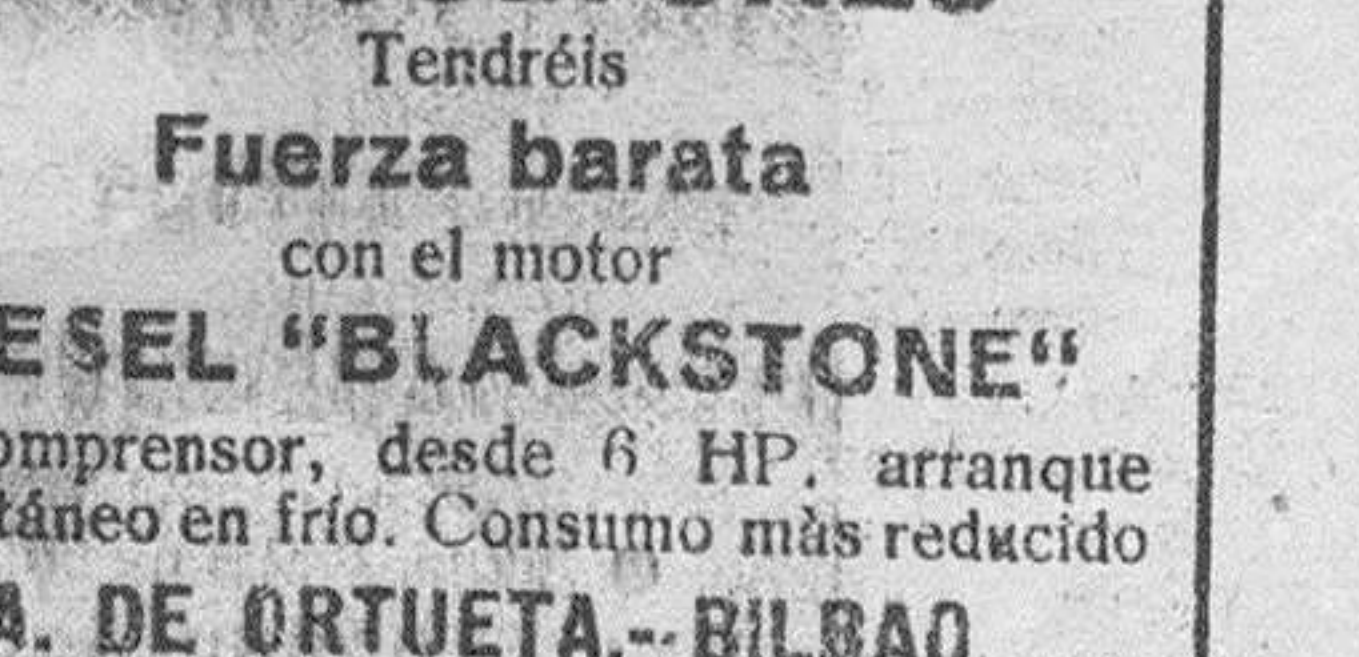 Tendréis
Fuerza barata
con el motor
ESEL “BLACKSTONE“
omprensor, desde 6 HP. arranque
táneo en frío. Consumo màs reducido
A. DE ORTUETA.--BILBAO